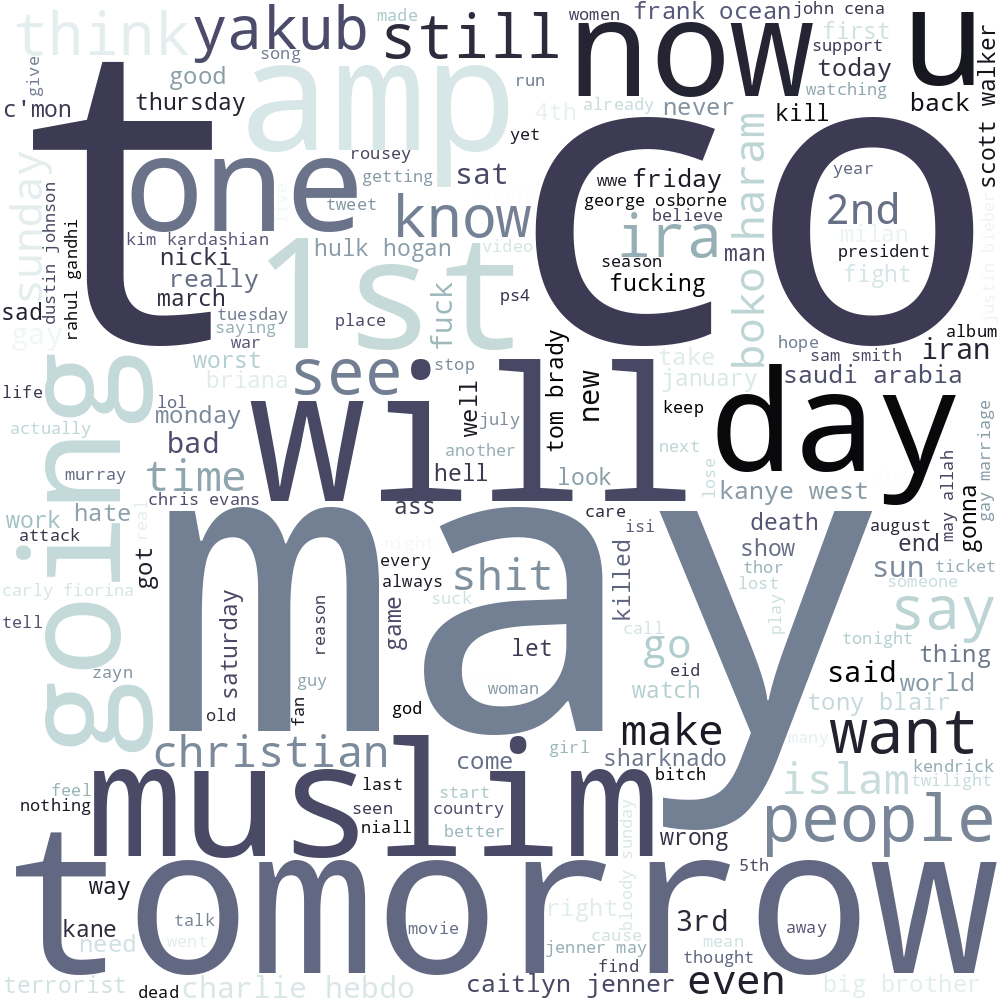 think
yakub
made
still
women
frank ocean
john cena
now
u
first
support
song
amp
give
good
run
today
watching
scott walker
c'mon
thursday
4th
already
never
kill
back
t
co
yet
one
rousey
sat
getting
tweet
live
know
wwe
friday
george osborne
believe
year
2nd
boko haram
sunday
dustin johnson
rahul gandhi
kim kardashian
nicki
really
march
1st
hulk hogan
video
ira
man
milan
president
season
fucking
fight
justin bieber
sad
gay
tuesday
saying
war
place
fuck
ps4
album
hope
sam smith
iran
going
worst
briana
see
stop
tom brady
new
take
january
saudi arabia
life
lol
monday
will
well
july
keep
day
actually
bad
another
next
gay marriage
murray
time
hell
look
lose
kanye west
may allah
gonna
chris evans
ass
care
work
hate
real
may
isi
death
august
attack
got
night
every
shit
killed
show
end
sun
ticket
carly fiorina
always
thor
lost
someone
suck
play
say
tell
saturday
reason
game
let
call
go
tonight
thing
zayn
guy
woman
eid
said
world
old
fan
god
watch
tony blair
christian
come
girl
make
many
want
sharknado
bitch
kendrick
feel
nothing
muslim
last
seen
niall
start
country
better
islam
twilight
bloody sunday
wrong
people
tomorrow
5th
way
kane
talk
movie
right
3rd
away
need
went
cause
jenner may
mean
thought
find
terrorist
dead
charlie hebdo
caitlyn jenner
even
big brother